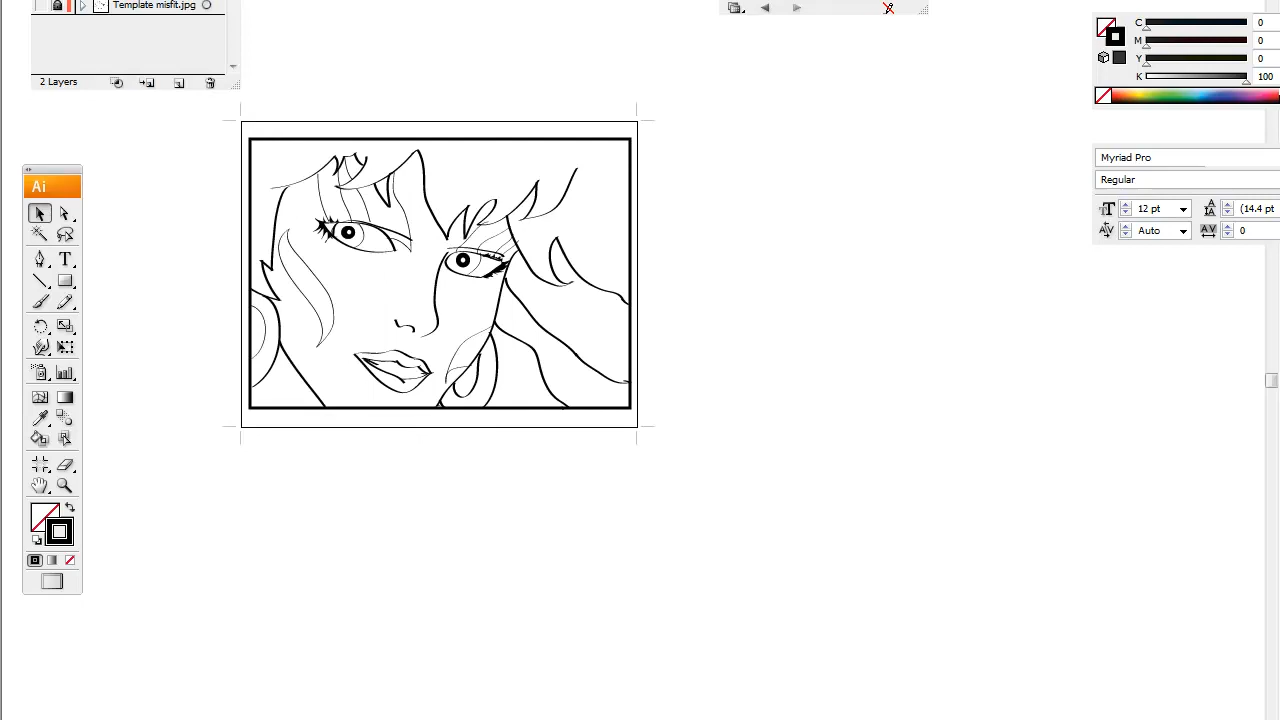 Template misfit.jpg
2 Layers
Ai
T
C 0
M 0
Y 0
K 100
Myriad Pro
Regular
12 pt
(14.4 pt
Auto
0